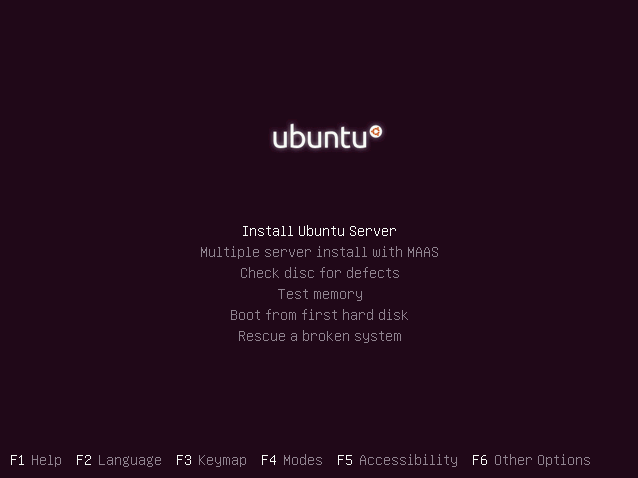 ubuntu
Install Ubuntu Server
Multiple server install with MAAS
Check disc for defects
Test memory
Boot from first hard disk
Rescue a broken system
F1 Help F2 Language F3 Keymap F4 Modes F5 Accessibility F6 Other Options